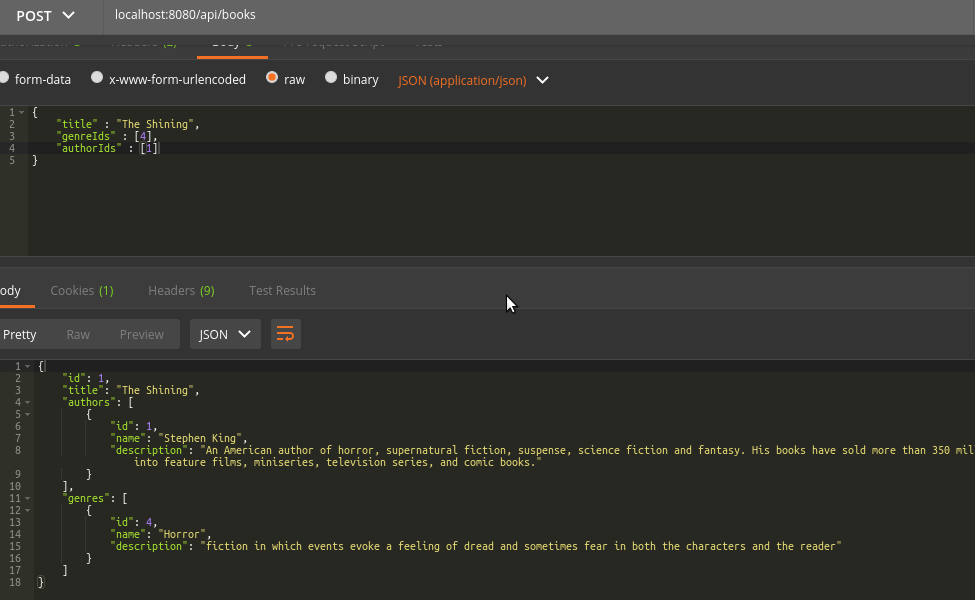 POST localhost:8080/api/books
form-data x-www-form-urlencoded raw binary JSON (application/json)
1 {
2 "title" : "The Shining",
3 "genreIds" : [4],
4 "authorIds" : [1]
5 }
ody Cookies (1) Headers (9) Test Results
Pretty Raw Preview JSON
1 {
2 "id": 1,
3 "title": "The Shining",
4 "authors": [
5 {
6 "id": 1,
7 "name": "Stephen King",
8 "description": "An American author of horror, supernatural fiction, suspense, science fiction and fantasy. His books have sold more than 350 mil
into feature films, miniseries, television series, and comic books."
9 }
10 ],
11 "genres": [
12 {
13 "id": 4,
14 "name": "Horror",
15 "description": "fiction in which events evoke a feeling of dread and sometimes fear in both the characters and the reader"
16 }
17 ]
18 }